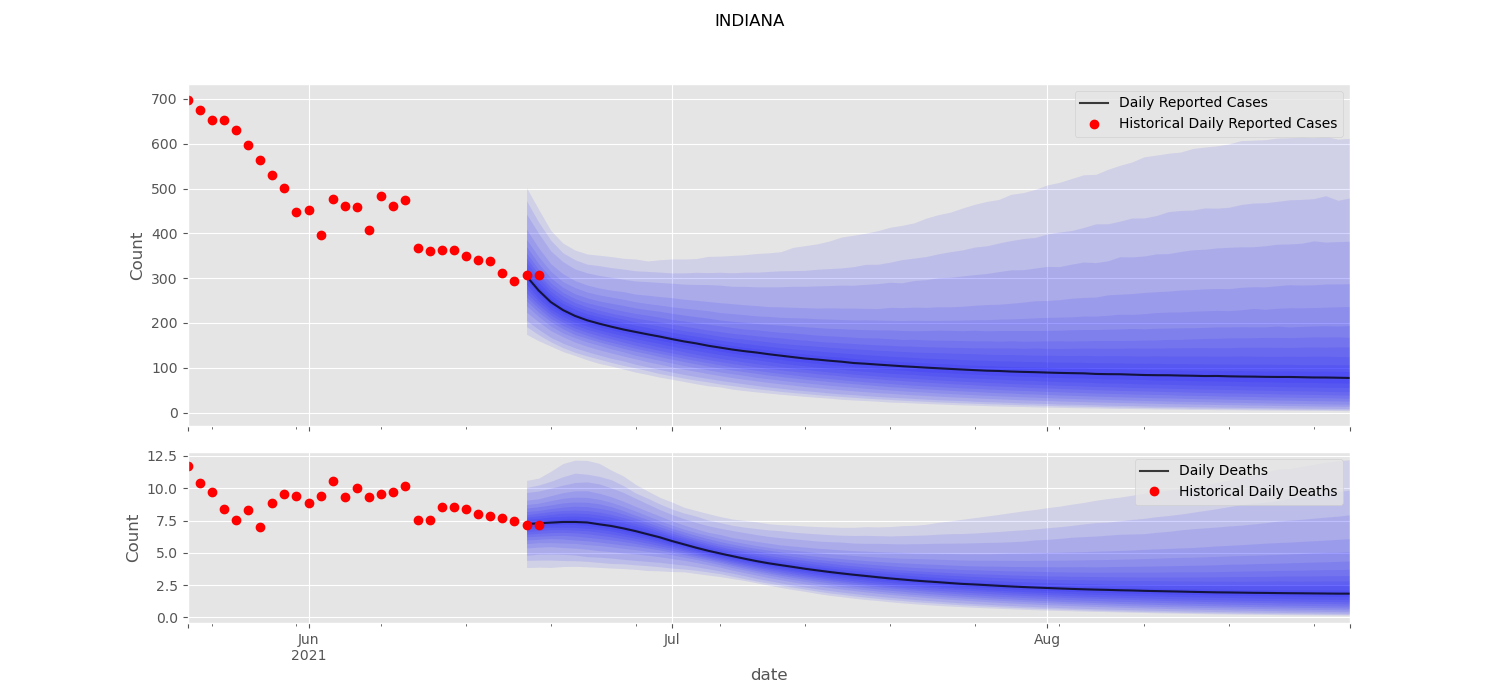 INDIANA
700
600
500
400
300
200
100
0
Count
Daily Reported Cases
Historical Daily Reported Cases
12.5
10.0
7.5
5.0
2.5
0.0
Count
Daily Deaths
Historical Daily Deaths
Jun
2021
Jul
Aug
date